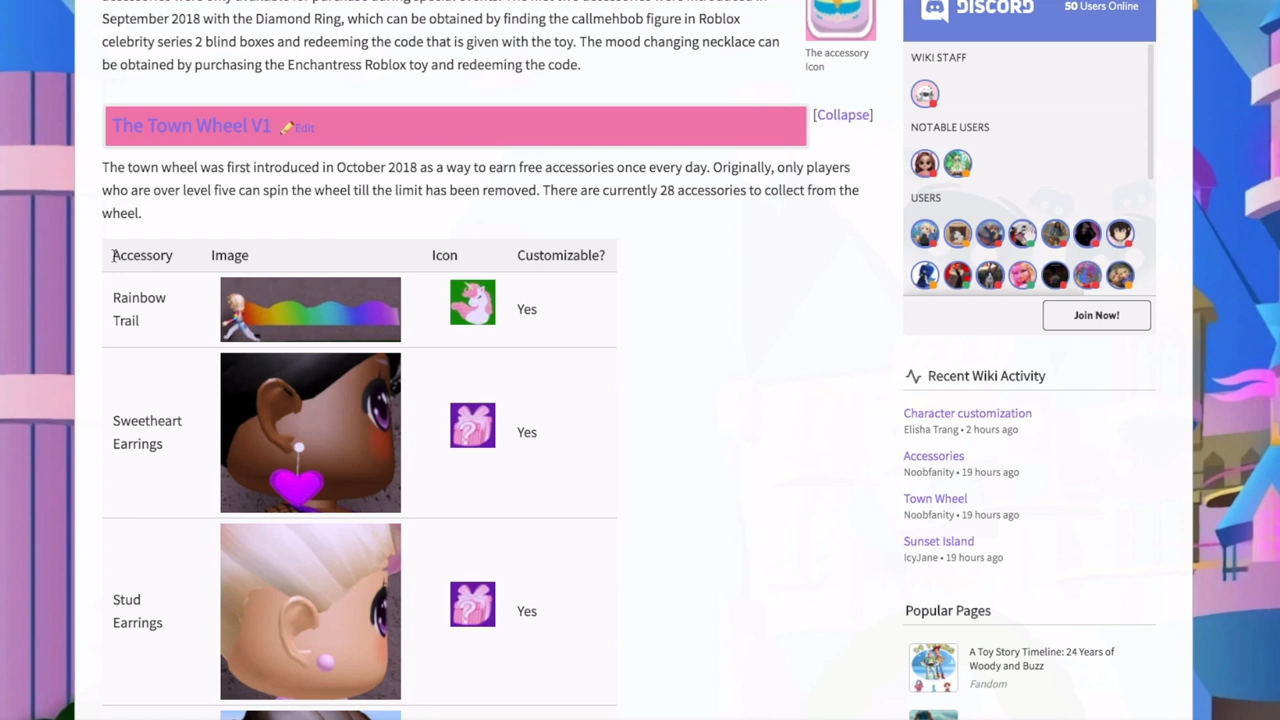 September 2018 with the Diamond Ring, which can be obtained by finding the callmehbob figure in Roblox
celebrity series 2 blind boxes and redeeming the code that is given with the toy. The mood changing necklace can
be obtained by purchasing the Enchantress Roblox toy and redeeming the code.
The accessory
Icon
The Town Wheel V1 Edit
[Collapse]
The town wheel was first introduced in October 2018 as a way to earn free accessories once every day. Originally, only players
who are over level five can spin the wheel till the limit has been removed. There are currently 28 accessories to collect from the
wheel.
Accessory Image Icon Customizable?
Rainbow
Trail
Yes
Sweetheart
Earrings
?
Yes
Stud
Earrings
?
Yes
DISCORD 50 Users Online
WIKI STAFF
NOTABLE USERS
USERS
Join Now!
Recent Wiki Activity
Character customization
Elisha Trang • 2 hours ago
Accessories
Noobfanity • 19 hours ago
Town Wheel
Noobfanity • 19 hours ago
Sunset Island
IcyJane • 19 hours ago
Popular Pages
A Toy Story Timeline: 24 Years of
Woody and Buzz
Fandom